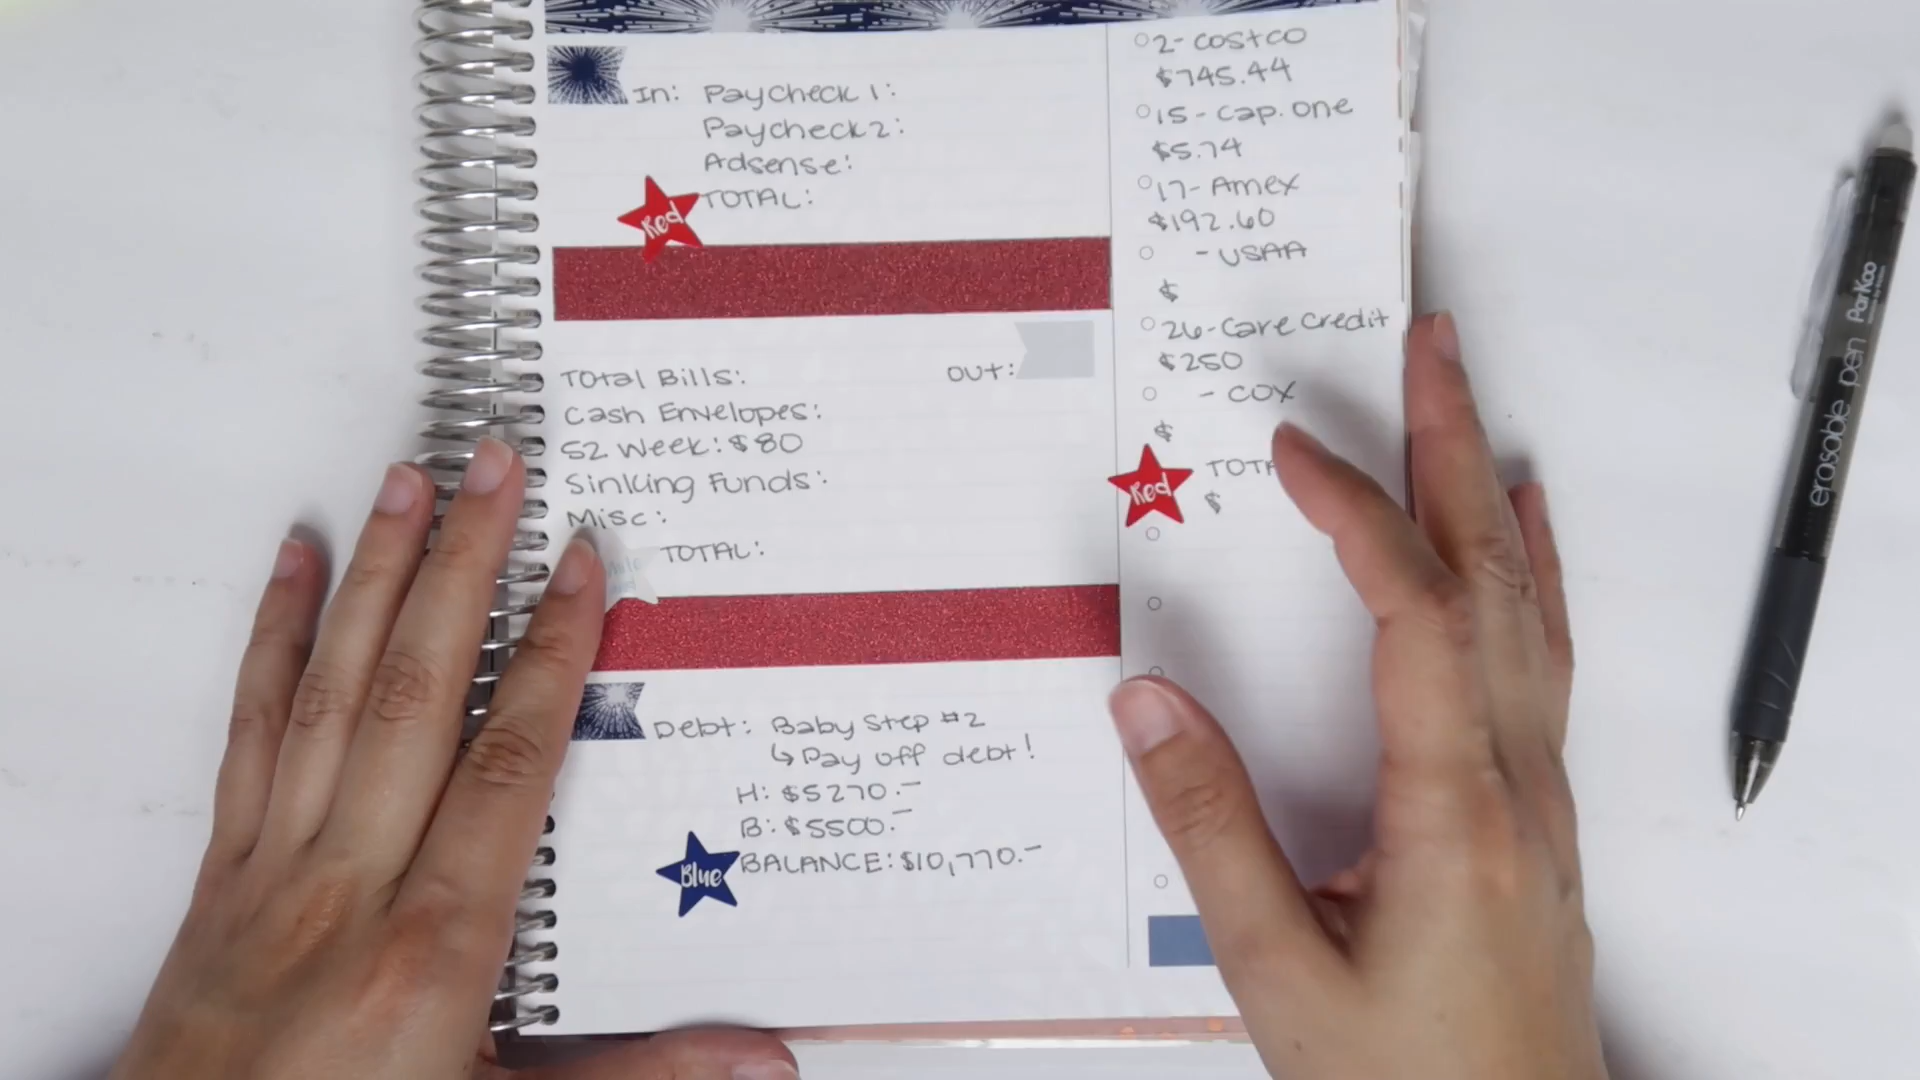 In: Paycheck 1:
Paycheck 2:
Adsense:
TOTAL:
Red
Total Bills:
out:
Cash Envelopes:
52 Week: $80
Sinking Funds:
Misc:
TOTAL:
Debt: Baby Step #2
↳ Pay off debt!
H: $5270.-
B: $5500.-
BALANCE: $10,770.-
Blue
2- Costco
$745.44
15- Cap. One
$5.74
17- Amex
$192.60
- USAA
$
26- Care Credit
$250
- COX
$
Red
$
erasable pen ParKoo